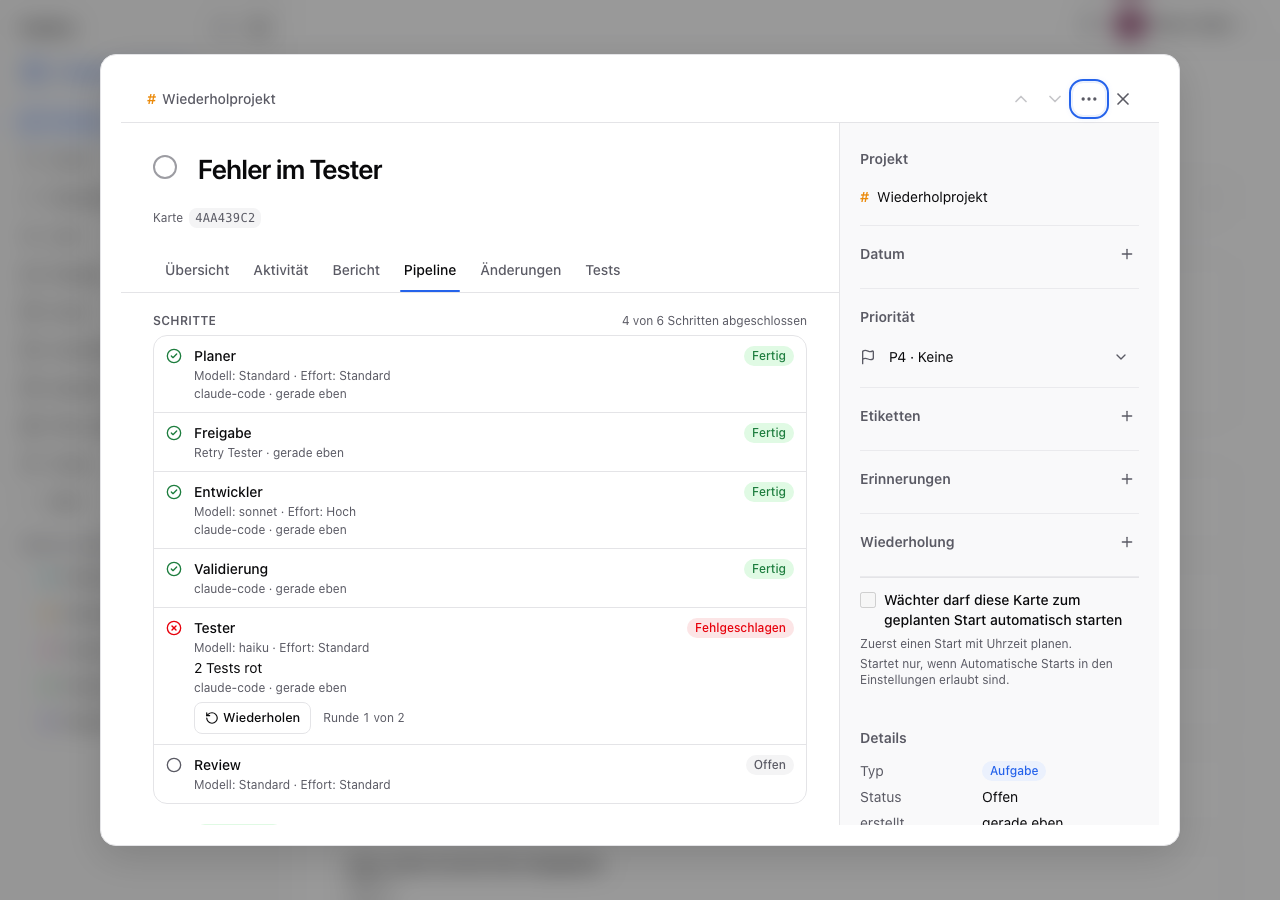 # Wiederholprojekt
Fehler im Tester
Karte 4AA439C2
Übersicht Aktivität Bericht Pipeline Änderungen Tests
SCHRITTE 4 von 6 Schritten abgeschlossen
Planer Fertig
Modell: Standard · Effort: Standard
claude-code · gerade eben
Freigabe Fertig
Retry Tester · gerade eben
Entwickler Fertig
Modell: sonnet · Effort: Hoch
claude-code · gerade eben
Validierung Fertig
claude-code · gerade eben
Tester Fehlgeschlagen
Modell: haiku · Effort: Standard
2 Tests rot
claude-code · gerade eben
Wiederholen Runde 1 von 2
Review Offen
Modell: Standard · Effort: Standard
Projekt
# Wiederholprojekt
Datum
Priorität
P4 · Keine
Etiketten
Erinnerungen
Wiederholung
Wächter darf diese Karte zum
geplanten Start automatisch starten
Zuerst einen Start mit Uhrzeit planen.
Startet nur, wenn Automatische Starts in den
Einstellungen erlaubt sind.
Details
Typ Aufgabe
Status Offen
erstellt gerade eben